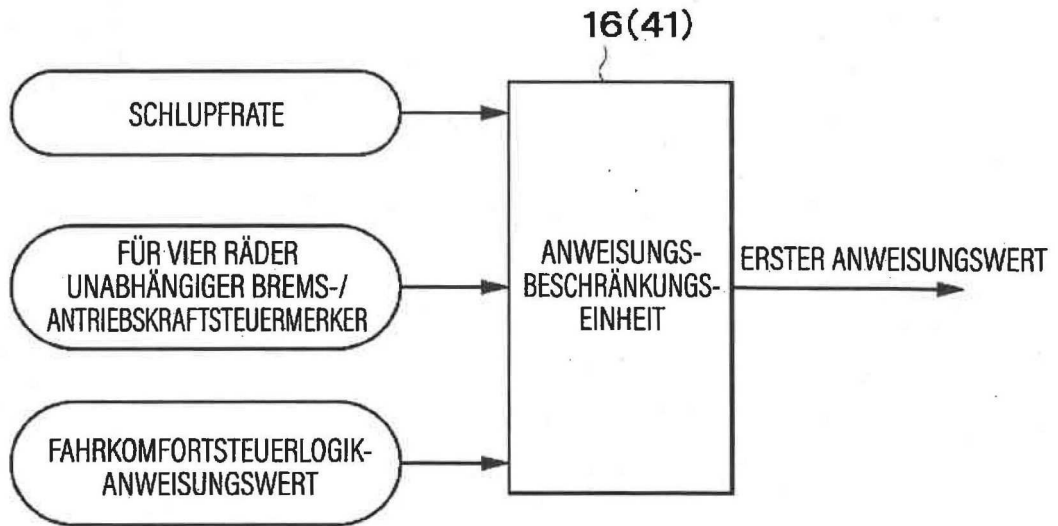 16(41)
SCHLUPFRATE
FÜR VIER RÄDER
UNABHÄNGIGER BREMS-/
ANTRIEBSKRAFTSTEUERMERKER
FAHRKOMFORTSTEUERLOGIK-
ANWEISUNGSWERT
ANWEISUNGS-
BESCHRÄNKUNGS-
EINHEIT
ERSTER ANWEISUNGSWERT